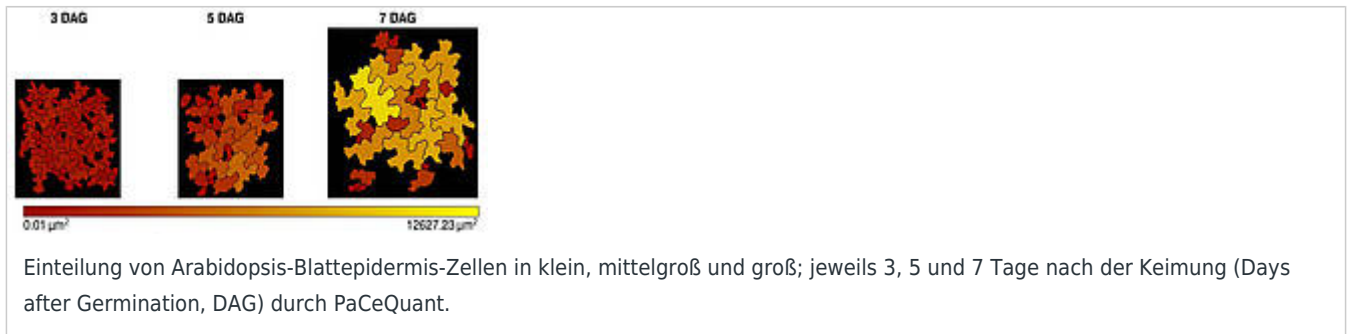 3 DAG 5 DAG 7 DAG
0.01 µm² 12627.23 µm²
Einteilung von Arabidopsis-Blattepidermis-Zellen in klein, mittelgroß und groß; jeweils 3, 5 und 7 Tage nach der Keimung (Days
after Germination, DAG) durch PaCeQuant.